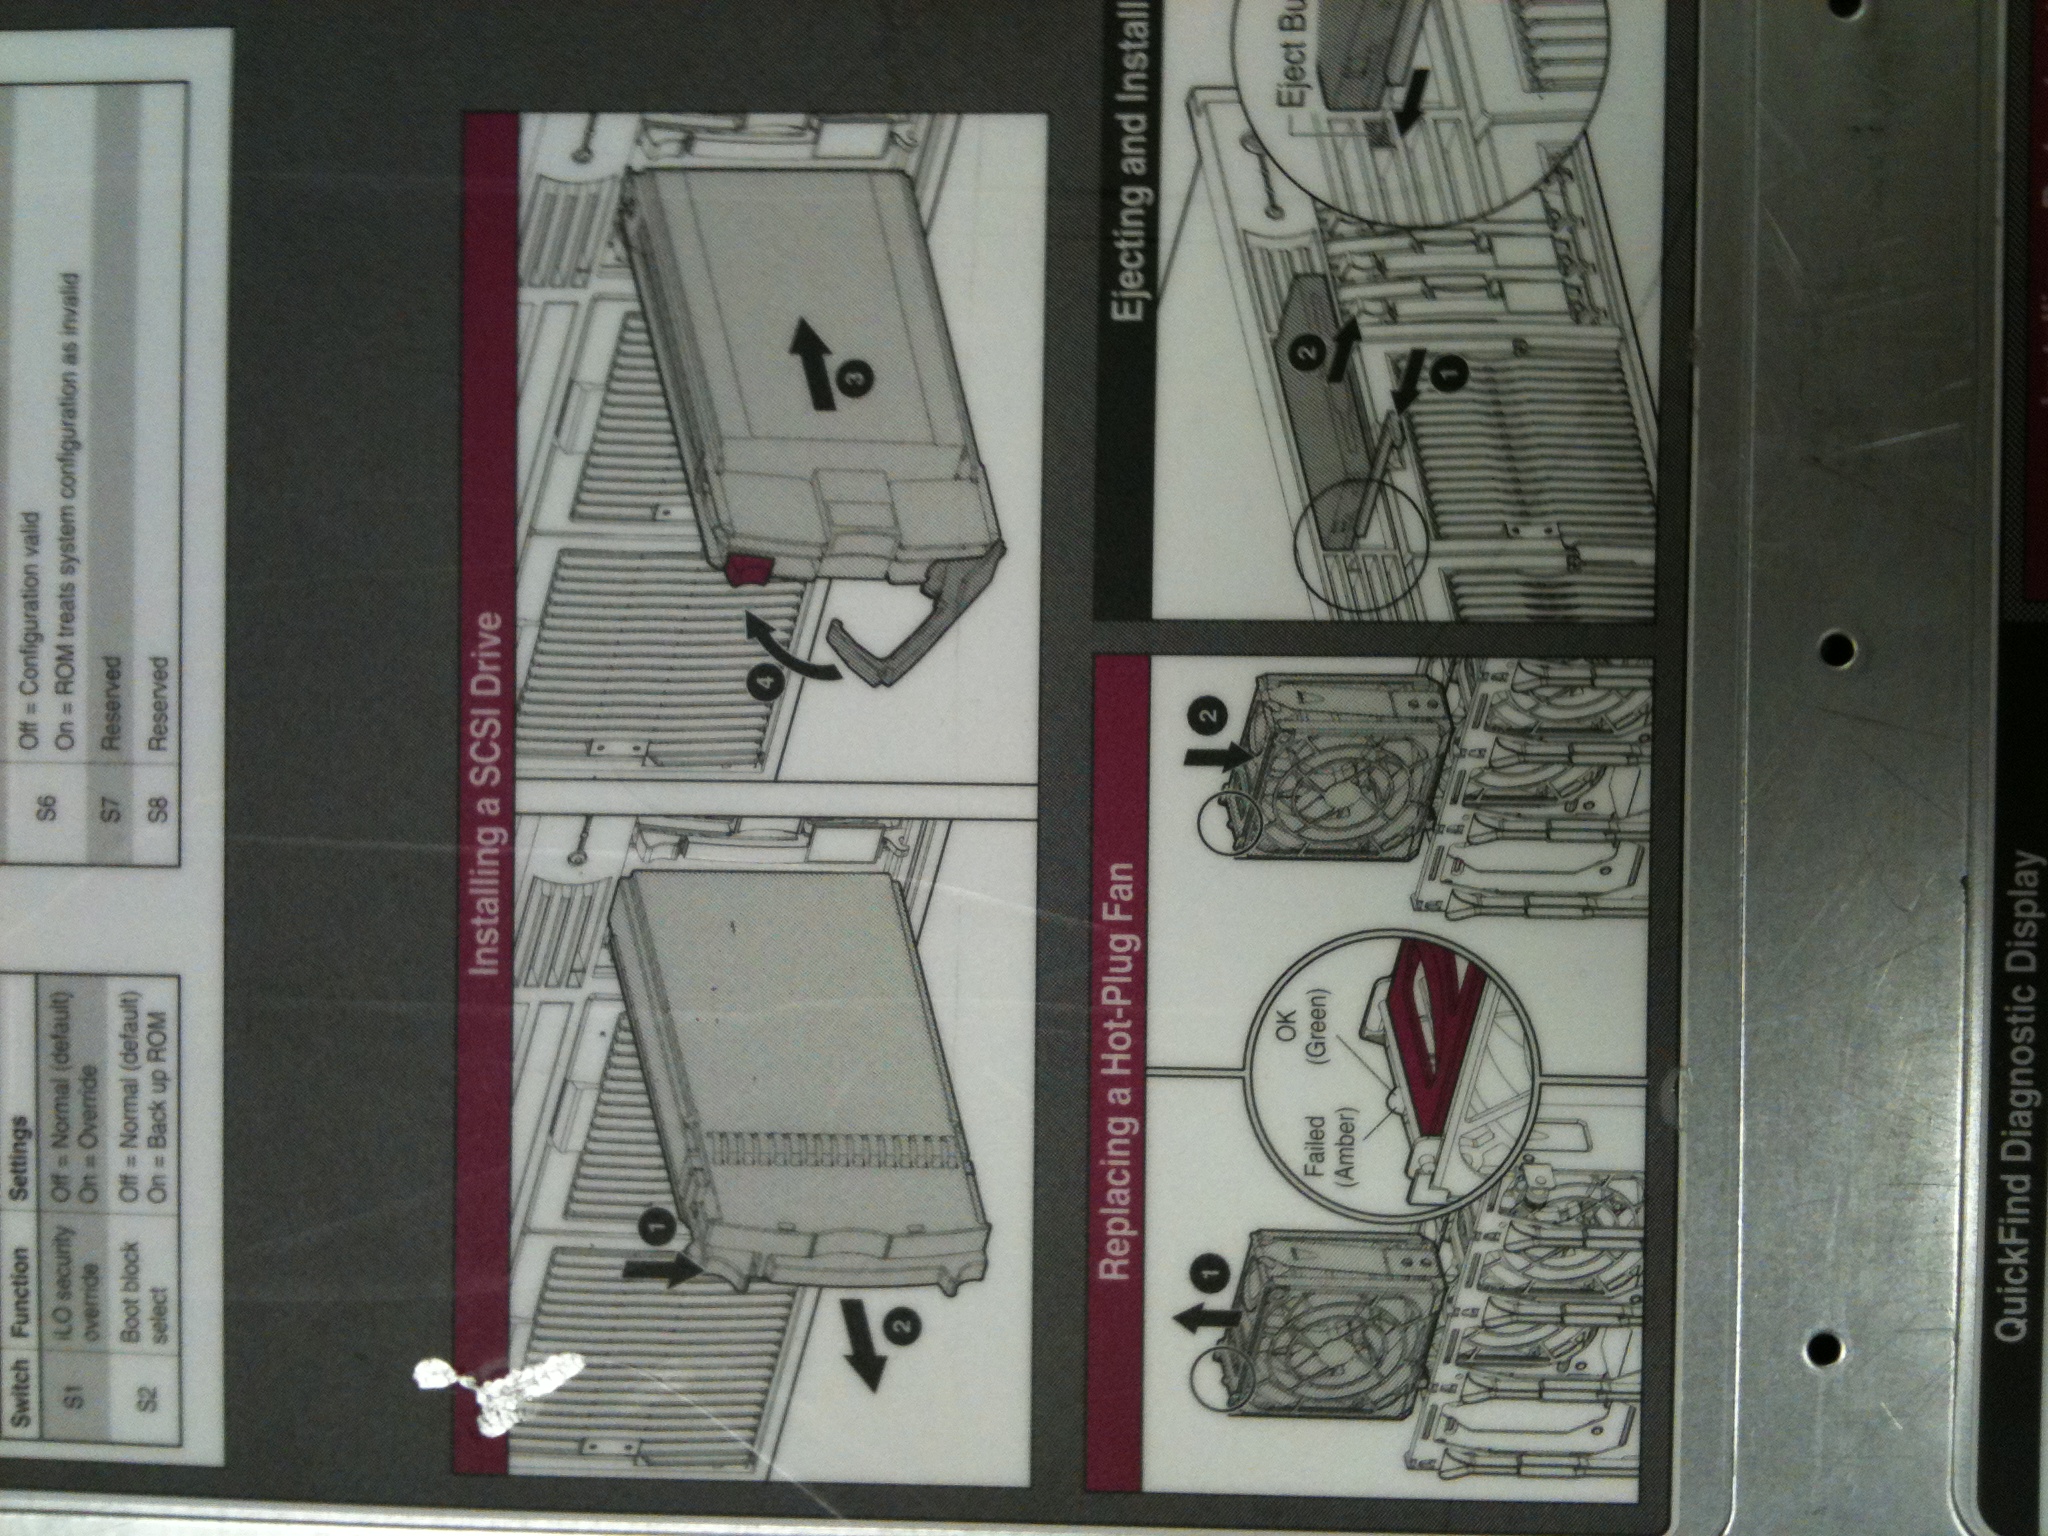 Switch Function Settings
S1 iLO security override Off = Normal (default)
On = Override
S2 Boot block select Off = Normal (default)
On = Back up ROM
S6 Off = Configuration valid
On = ROM treats system configuration as invalid
S7 Reserved
S8 Reserved
Installing a SCSI Drive
1
2
3
4
Replacing a Hot-Plug Fan
1
Failed
(Amber)
OK
(Green)
2
Ejecting and Install
Eject Bu
1
2
QuickFind Diagnostic Display